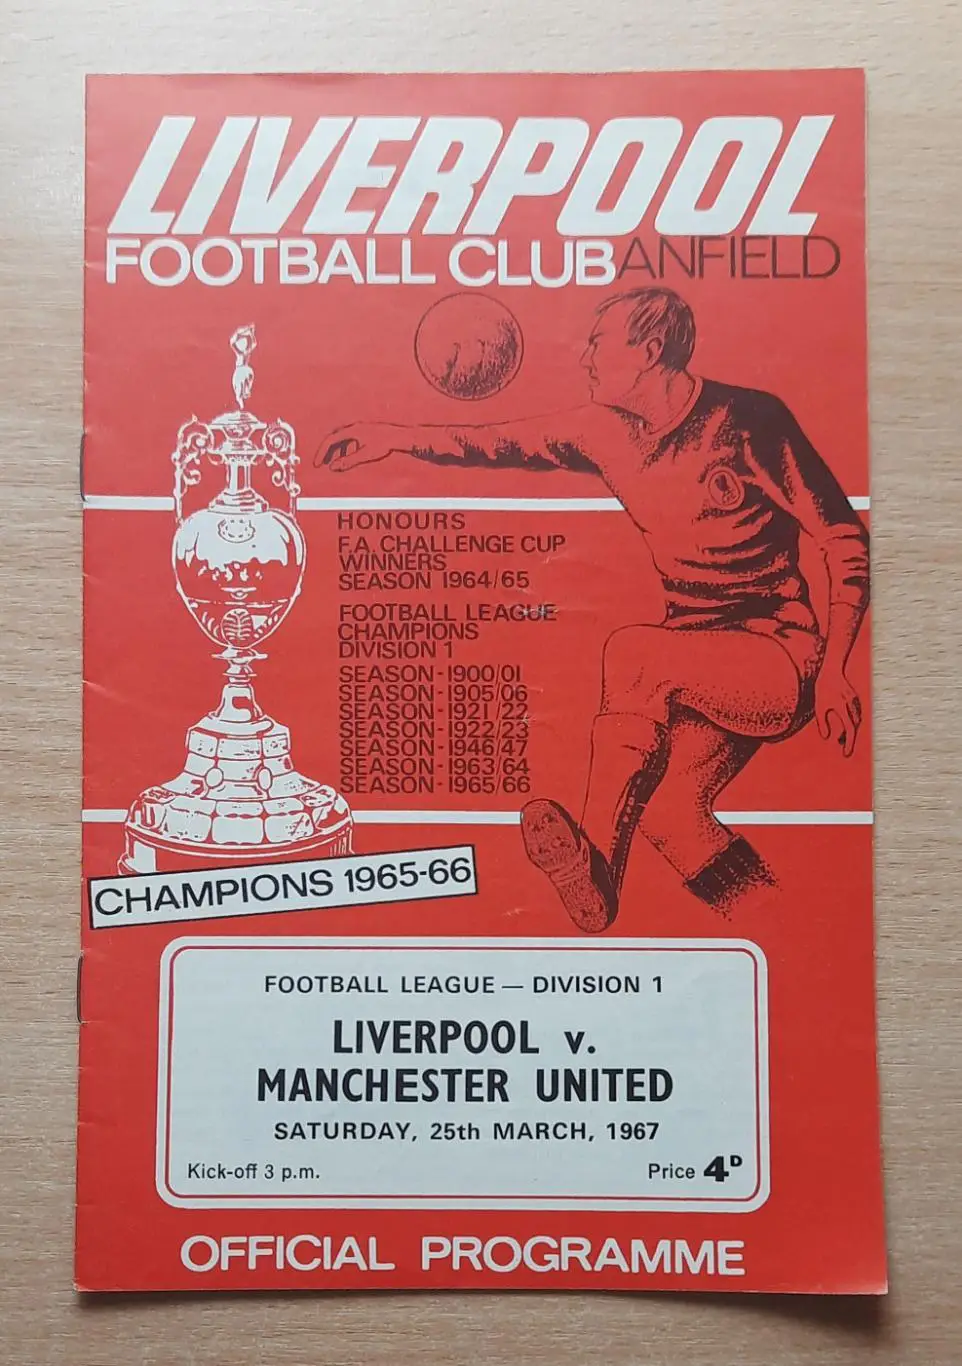 LIVERPOOL
FOOTBALL CLUB ANFIELD
HONOURS
F.A. CHALLENGE CUP
WINNERS
SEASON 1964/65
FOOTBALL LEAGUE
CHAMPIONS
DIVISION 1
SEASON-1900/01
SEASON-1905/06
SEASON-1921/22
SEASON-1922/23
SEASON-1946/47
SEASON-1963/64
SEASON-1965/66
CHAMPIONS 1965-66
FOOTBALL LEAGUE — DIVISION 1
LIVERPOOL v.
MANCHESTER UNITED
SATURDAY, 25th MARCH, 1967
Kick-off 3 p.m. Price 4D
OFFICIAL PROGRAMME